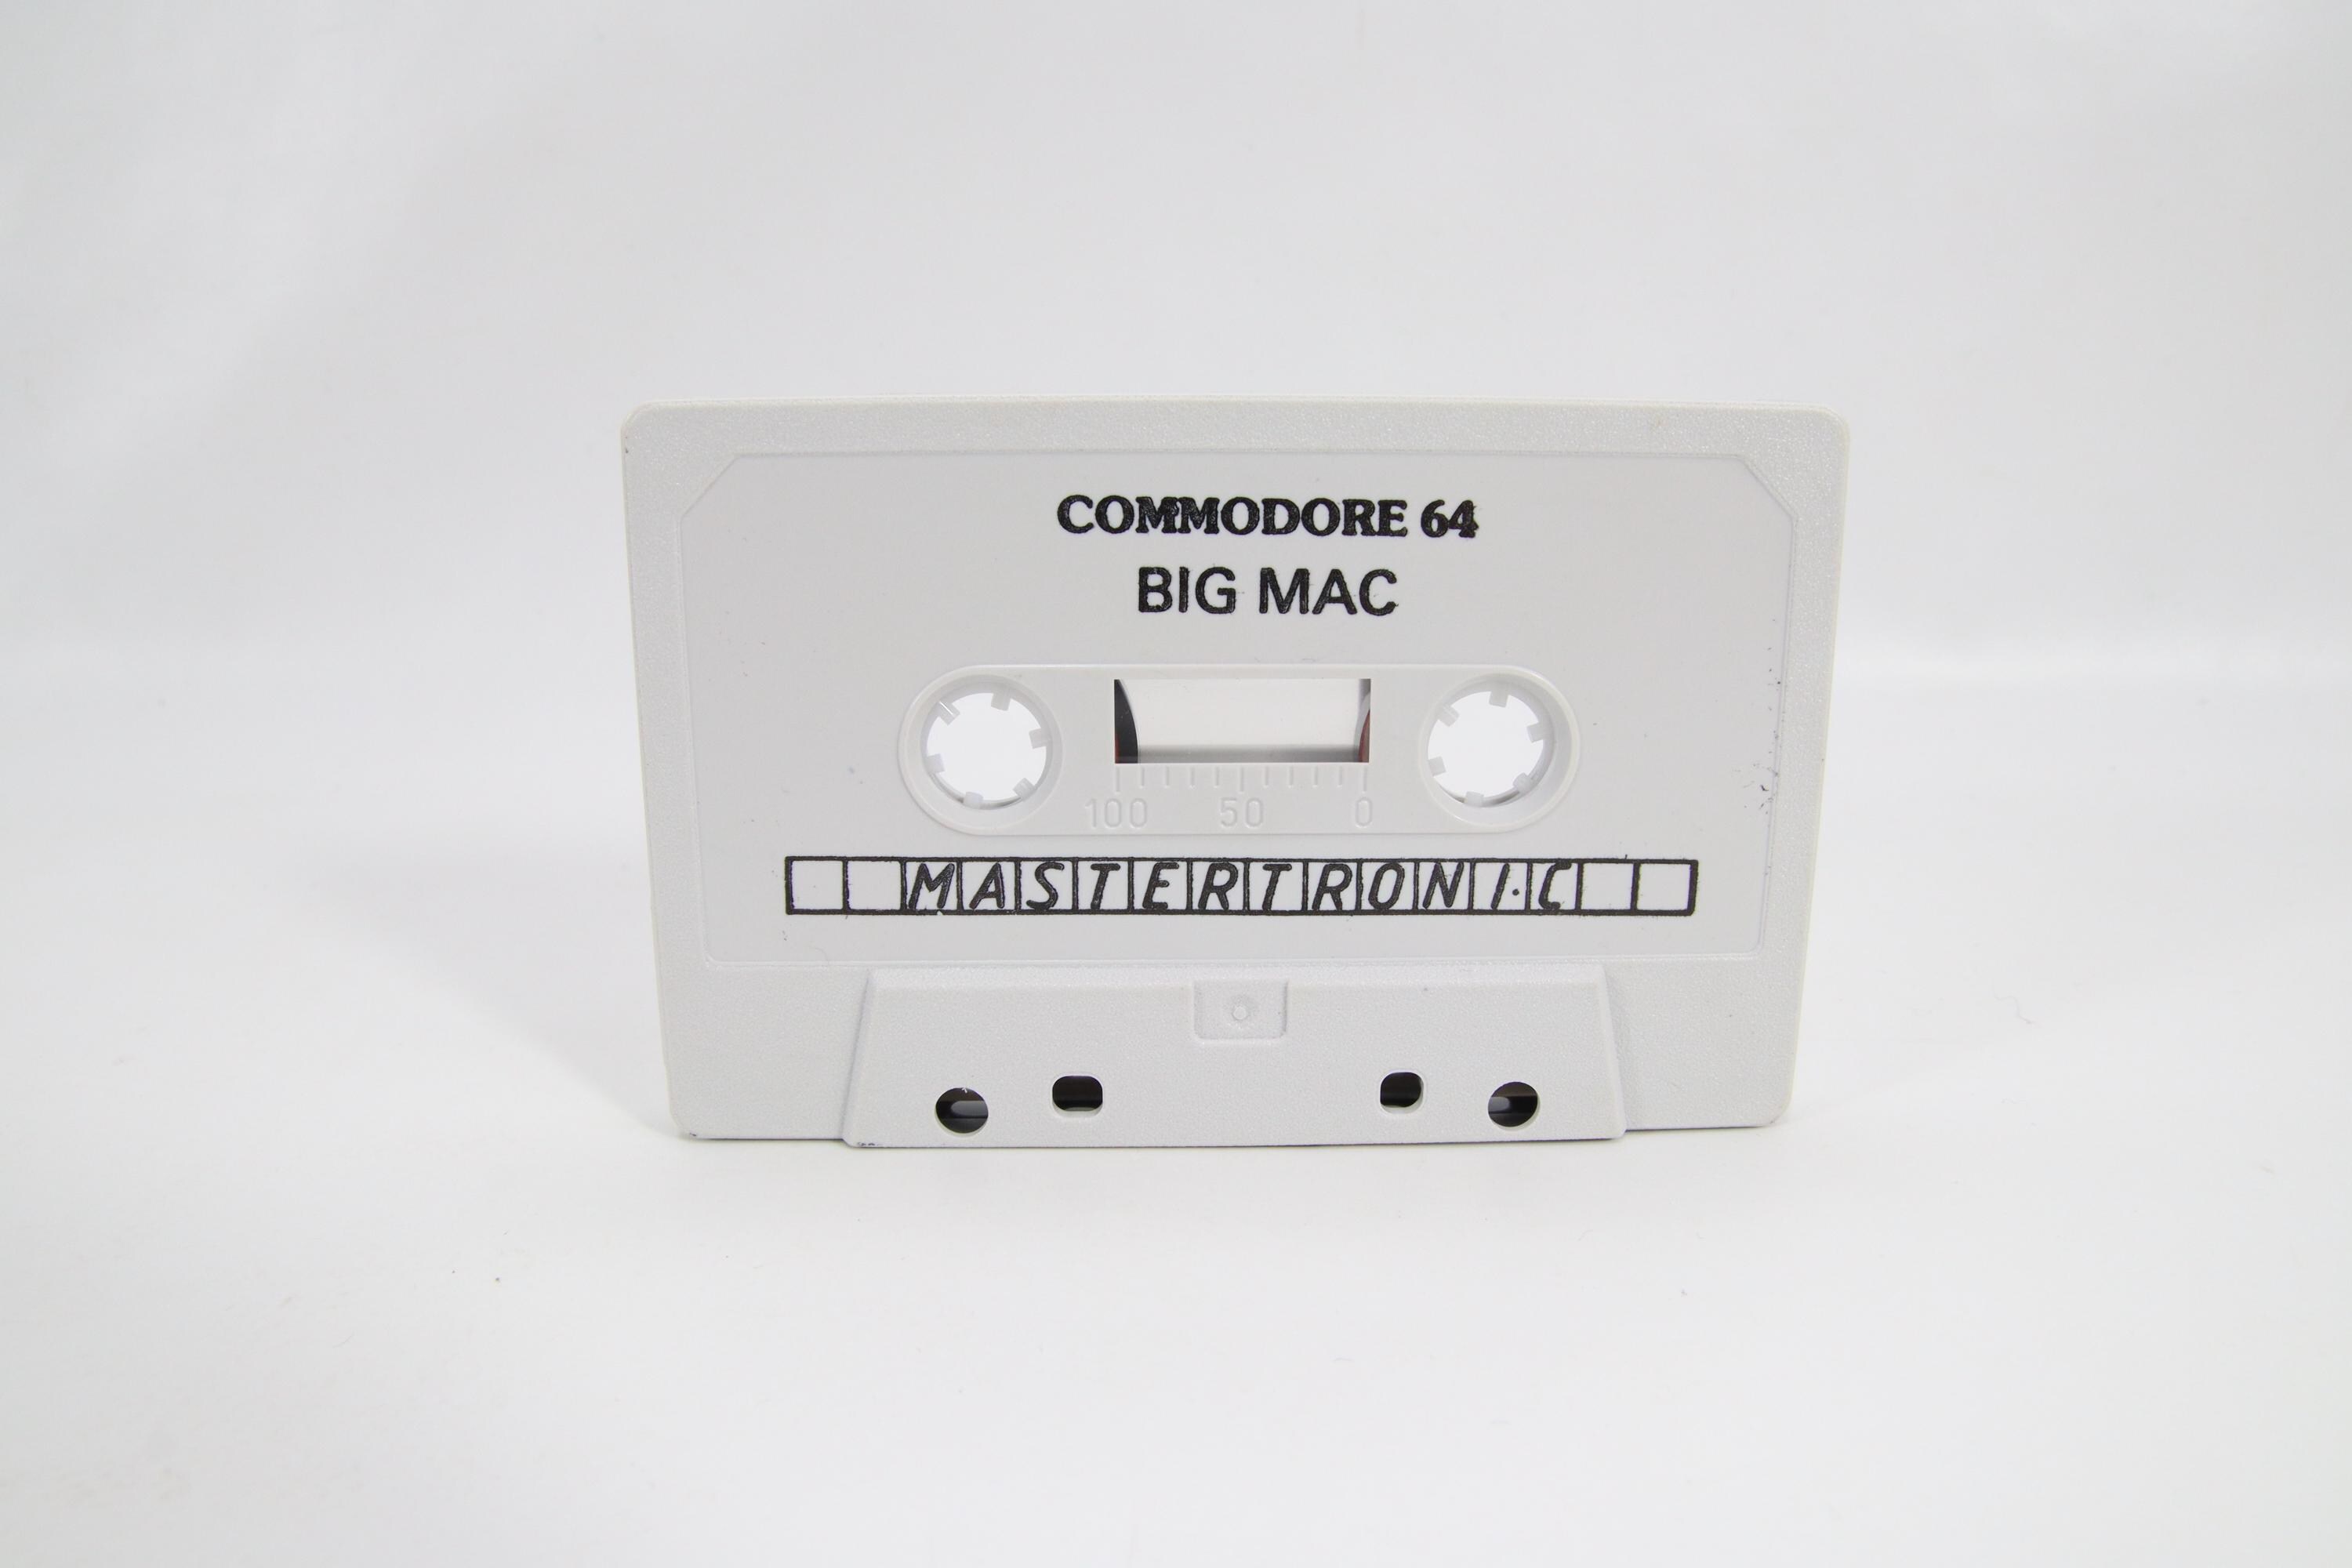 COMMODORE 64
BIG MAC
100 50 0
MASTERTRONIC